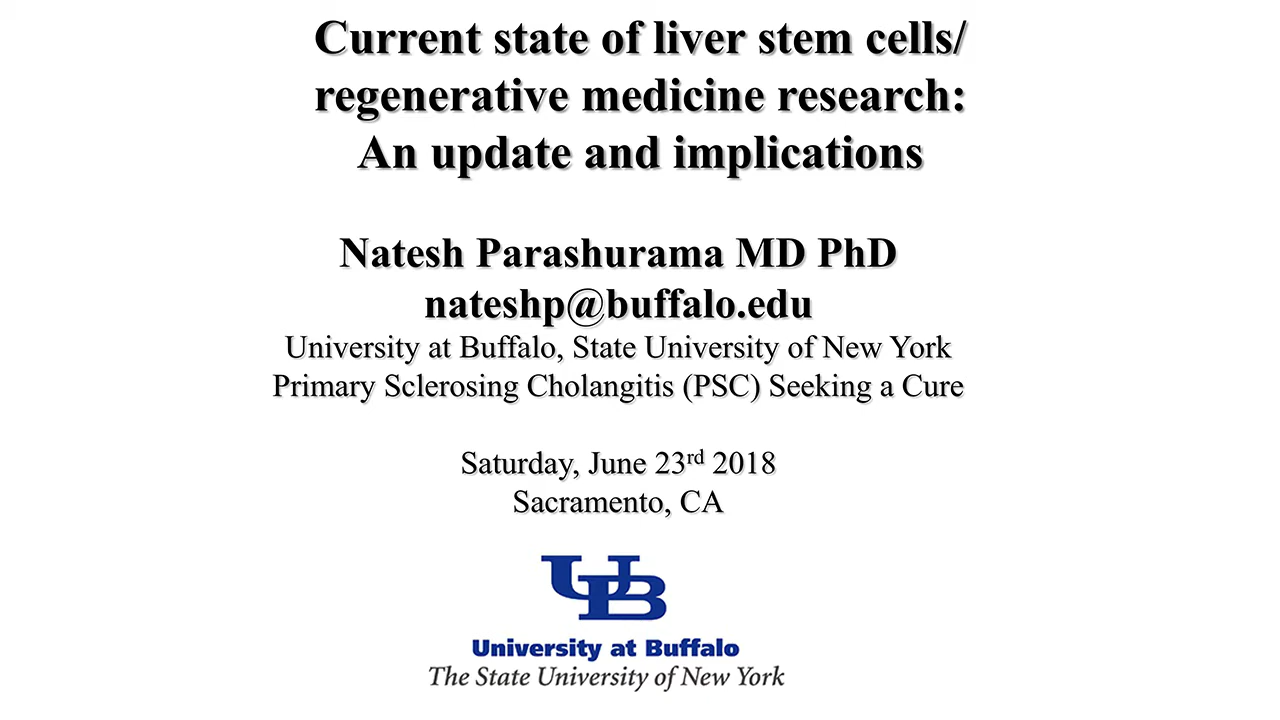 Current state of liver stem cells/
regenerative medicine research:
An update and implications
Natesh Parashurama MD PhD
nateshp@buffalo.edu
University at Buffalo, State University of New York
Primary Sclerosing Cholangitis (PSC) Seeking a Cure
Saturday, June 23rd 2018
Sacramento, CA
UB
University at Buffalo
The State University of New York